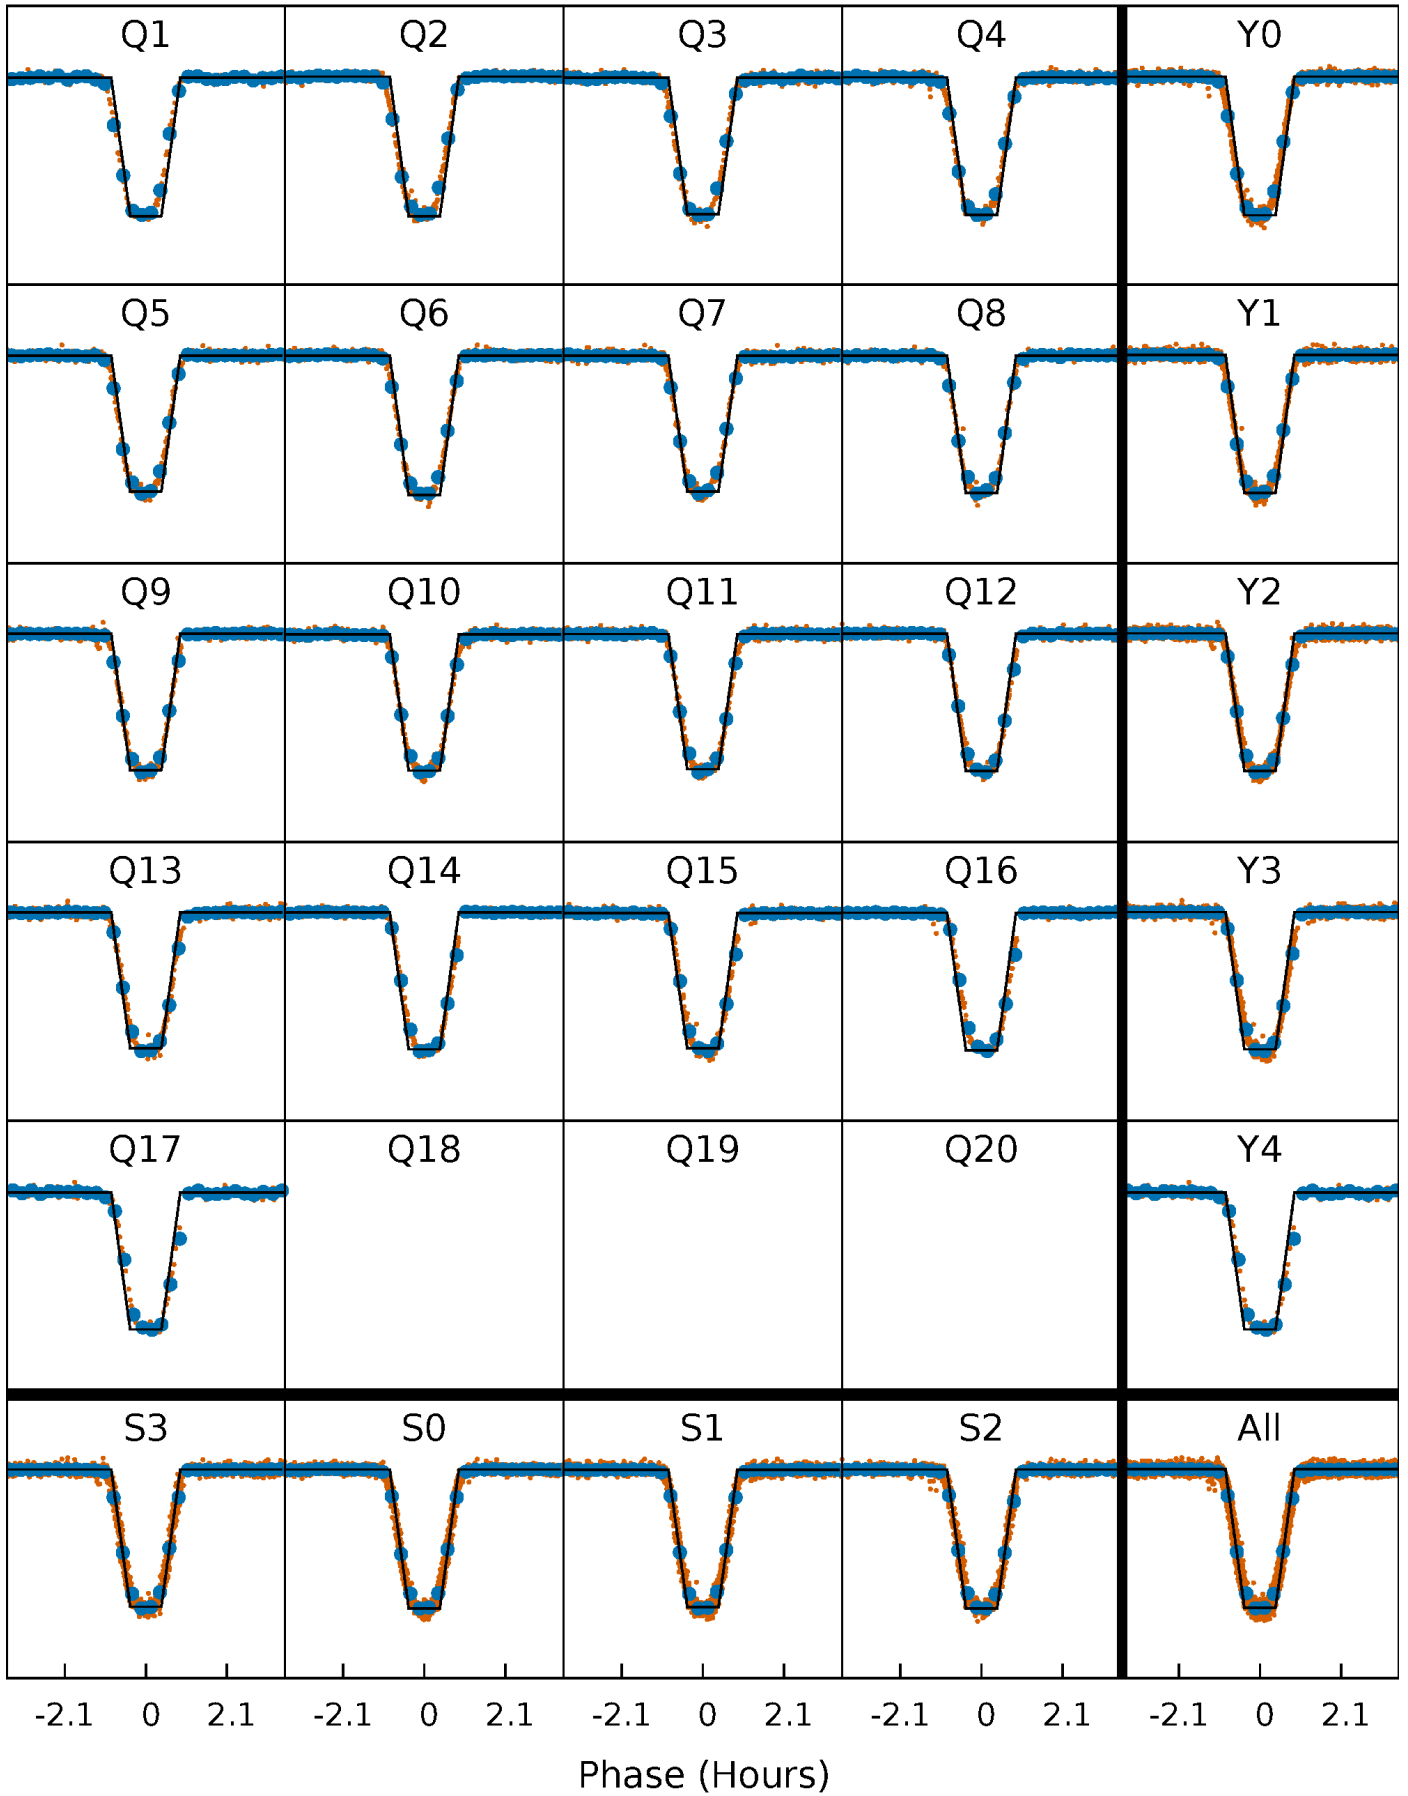 Q1 Q2 Q3 Q4 Y0
Q5 Q6 Q7 Q8 Y1
Q9 Q10 Q11 Q12 Y2
Q13 Q14 Q15 Q16 Y3
Q17 Q18 Q19 Q20 Y4
S3 S0 S1 S2 All
-2.1 0 2.1 -2.1 0 2.1 -2.1 0 2.1 -2.1 0 2.1 -2.1 0 2.1
Phase (Hours)